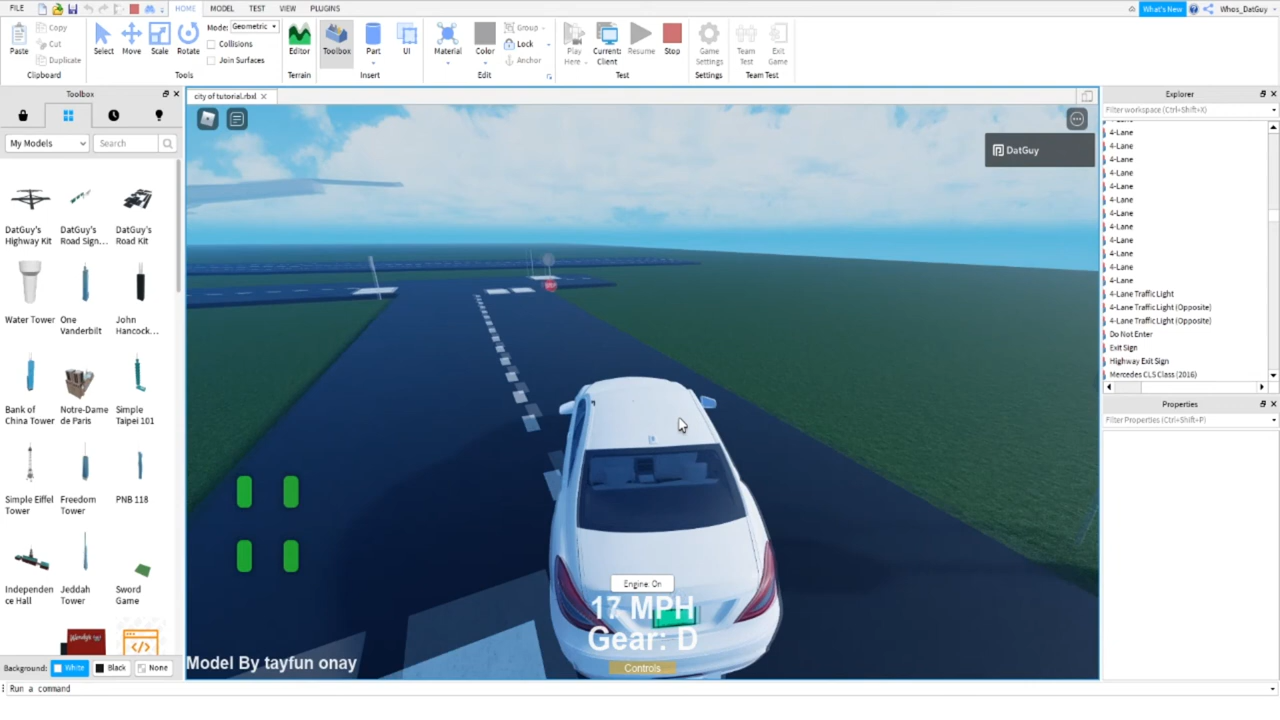 FILE HOME MODEL TEST VIEW PLUGINS What's New Whos_DatGuy
Paste Copy Cut Duplicate Select Move Scale Rotate Mode: Geometric Collisions Join Surfaces Editor Toolbox Part UI Material Color Group Lock Anchor Play Here Current: Client Resume Stop Game Settings Team Test Exit Game
Clipboard Tools Terrain Insert Edit Test Settings Team Test
Toolbox
city of tutorial.rbxl
Explorer
Filter workspace (Ctrl+Shift+X)
My Models Search
DatGuy's Highway Kit
DatGuy's Road Sign...
DatGuy's Road Kit
Water Tower
One Vanderbilt
John Hancock...
Bank of China Tower
Notre-Dame de Paris
Simple Taipei 101
Simple Eiffel Tower
Freedom Tower
PNB 118
Independen ce Hall
Jeddah Tower
Sword Game
Wendy's
Background: White Black None
Run a command
DatGuy
Engine: On
17 MPH
Gear: D
Controls
Model By tayfun onay
4-Lane
4-Lane
4-Lane
4-Lane
4-Lane
4-Lane
4-Lane
4-Lane
4-Lane
4-Lane
4-Lane
4-Lane
4-Lane Traffic Light
4-Lane Traffic Light (Opposite)
4-Lane Traffic Light (Opposite)
Do Not Enter
Exit Sign
Highway Exit Sign
Mercedes CLS Class (2016)
Properties
Filter Properties (Ctrl+Shift+P)